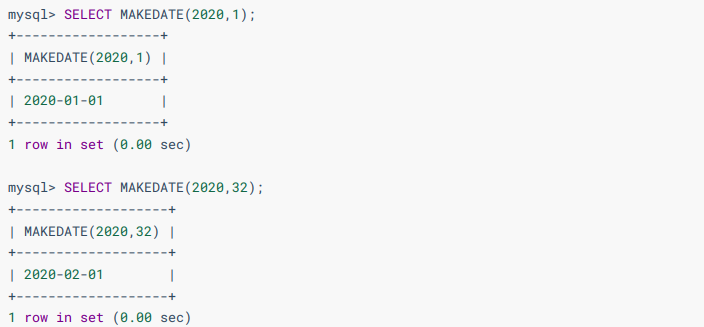 mysql> SELECT MAKEDATE(2020,1);
+------------------+
| MAKEDATE(2020,1) |
+------------------+
| 2020-01-01       |
+------------------+
1 row in set (0.00 sec)

mysql> SELECT MAKEDATE(2020,32);
+-------------------+
| MAKEDATE(2020,32) |
+-------------------+
| 2020-02-01        |
+-------------------+
1 row in set (0.00 sec)